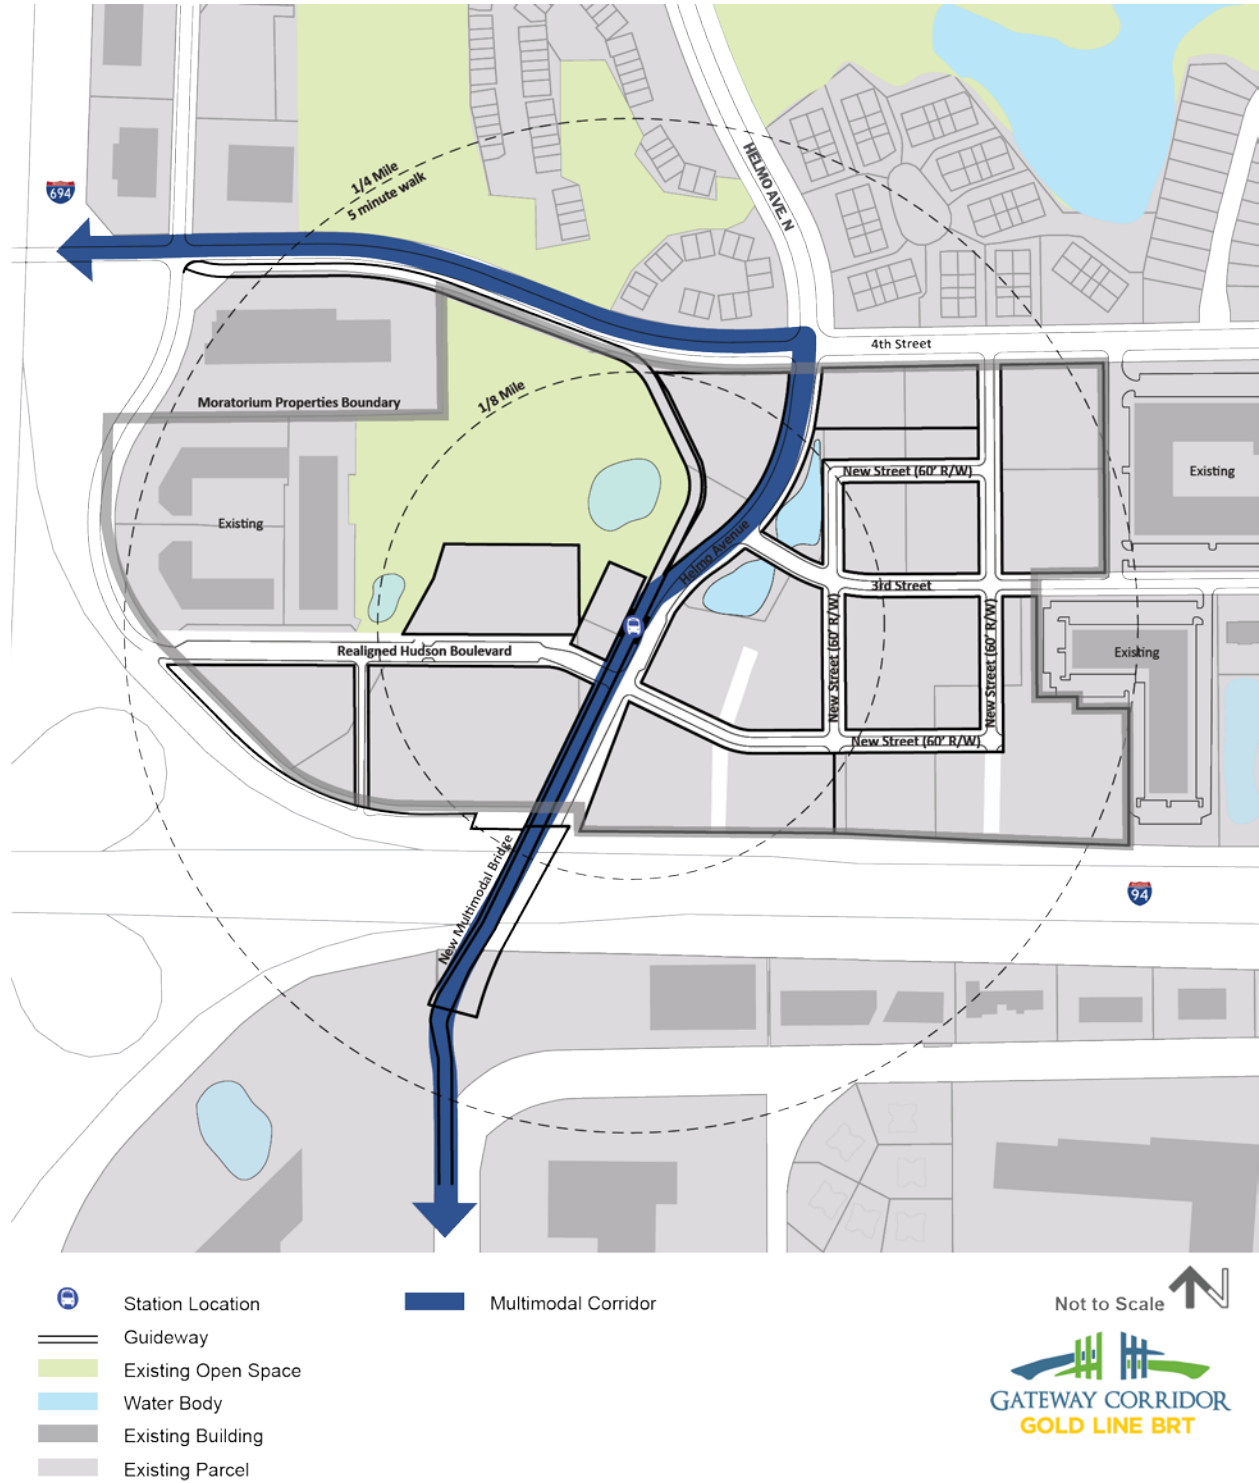 1/4 Mile
5 minute walk
HELMO AVE. N
694
4th Street
1/8 Mile
Moratorium Properties Boundary
New Street (60' R/W)
Existing
Existing
Helmo Avenue
3rd Street
New Street (60' R/W)
New Street (60' R/W)
Existing
Realigned Hudson Boulevard
New Street (60' R/W)
New Multimodal Bridge
94
Station Location
Multimodal Corridor
Guideway
Existing Open Space
Water Body
Existing Building
Existing Parcel
Not to Scale
N
GATEWAY CORRIDOR
GOLD LINE BRT